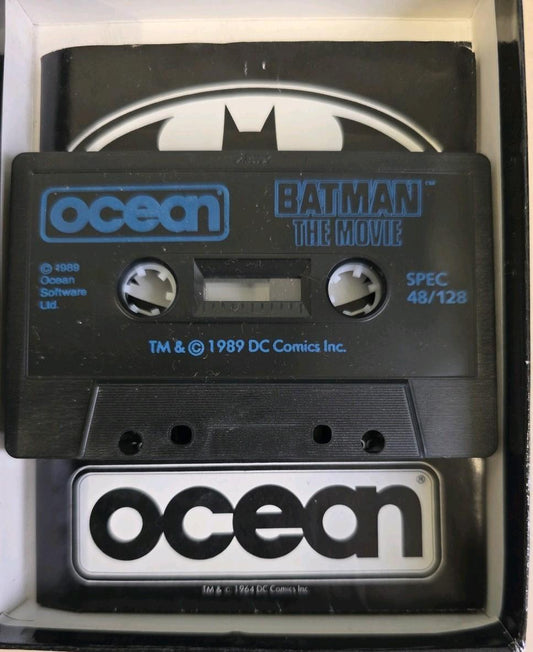 ocean®
BATMAN™
THE MOVIE
© 1989
Ocean
Software
Ltd.
SPEC
48/128
TM & © 1989 DC Comics Inc.
ocean®
TM & © 1964 DC Comics Inc